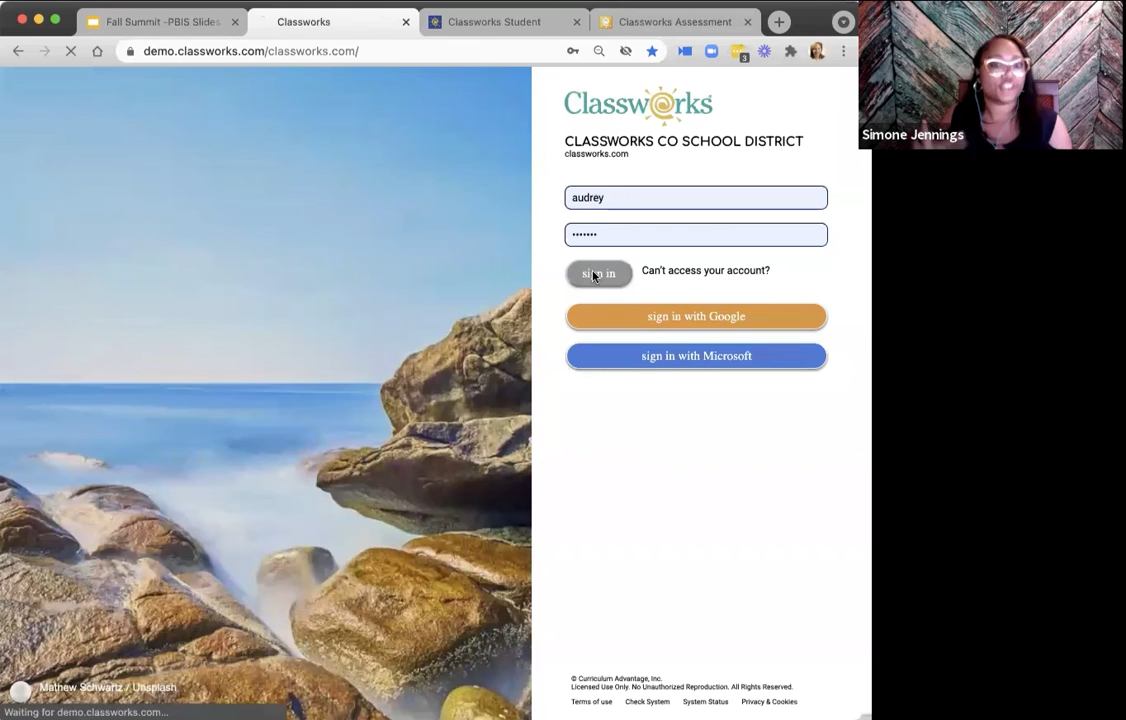 Fall Summit -PBIS Slides
Classworks
Classworks Student
Classworks Assessment
demo.classworks.com/classworks.com/
3
Simone Jennings
Classworks
CLASSWORKS CO SCHOOL DISTRICT
classworks.com
audrey
•••••••
sign in
Can't access your account?
sign in with Google
sign in with Microsoft
Mathew Schwartz / Unsplash
Waiting for demo.classworks.com...
© Curriculum Advantage, Inc.
Licensed Use Only. No Unauthorized Reproduction. All Rights Reserved.
Terms of use Check System System Status Privacy & Cookies